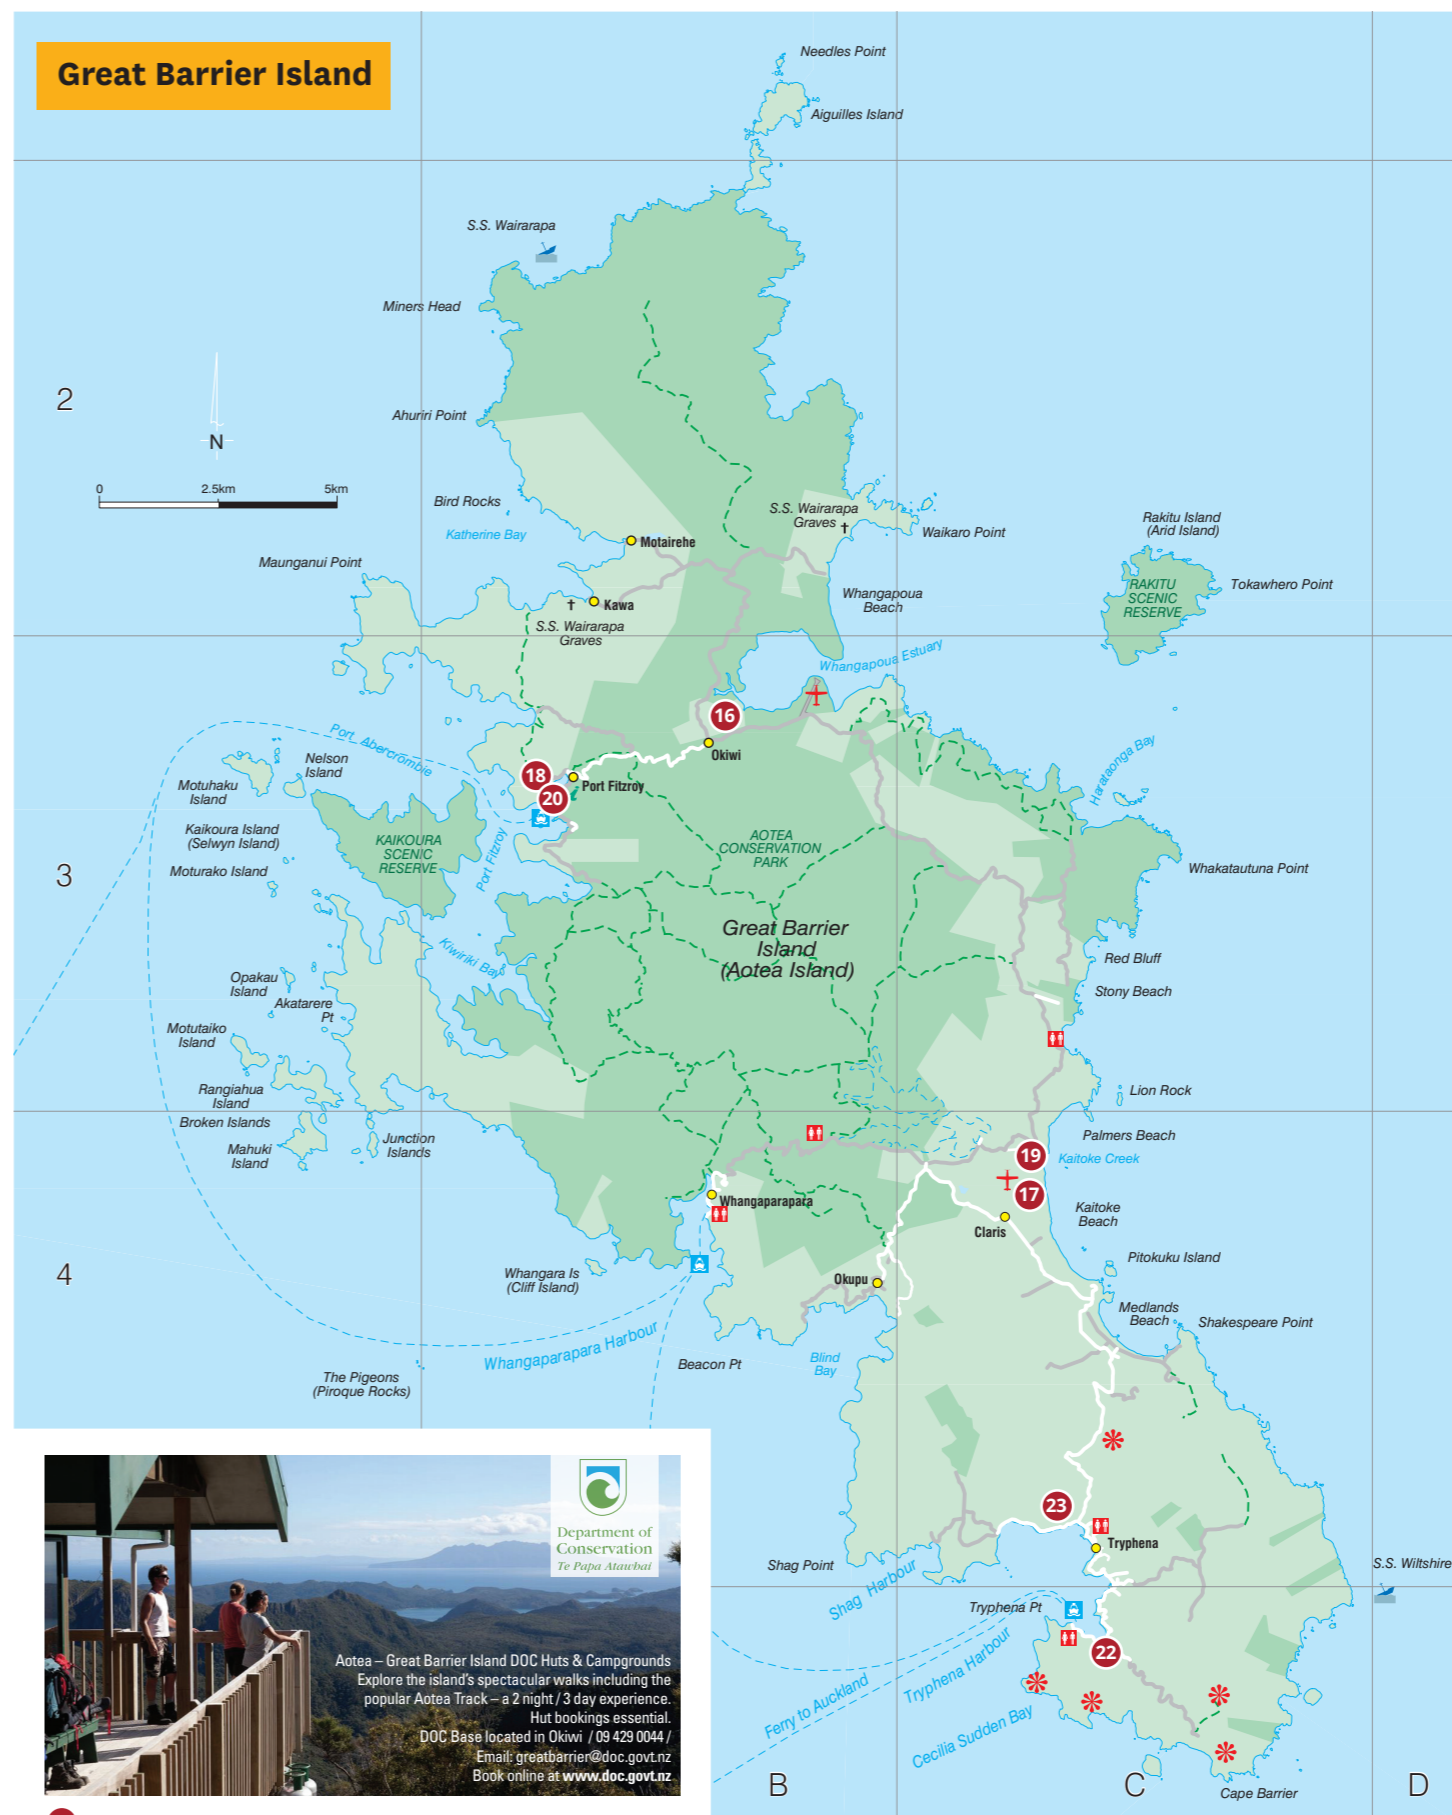 Great Barrier Island
Needles Point
Aiguilles Island
S.S. Wairarapa
Miners Head
2
Ahuriri Point
N
0
2.5km
5km
Bird Rocks
Katherine Bay
S.S. Wairarapa
Graves
Waikaro Point
Rakitu Island
(Arid Island)
Motairehe
Maunganui Point
RAKITU
SCENIC
RESERVE
Tokawhero Point
Whangapoua
Beach
Kawa
S.S. Wairarapa
Graves
Whangapoua Estuary
16
Okiwi
Port Abercrombie
Nelson
Island
Motuhaku
Island
18
Port Fitzroy
20
Harataonga Bay
Kaikoura Island
(Selwyn Island)
KAIKOURA
SCENIC
RESERVE
Port Fitzroy
AOTEA
CONSERVATION
PARK
3
Moturako Island
Whakatautuna Point
Great Barrier
Island
(Aotea Island)
Kiwiriki Bay
Red Bluff
Opakau
Island
Stony Beach
Akatarere
Pt
Motutaiko
Island
Rangiahua
Island
Lion Rock
Broken Islands
Mahuki
Island
Junction
Islands
Palmers Beach
19
Kaitoke Creek
17
Whangaparapara
Kaitoke
Beach
Claris
Pitokuku Island
4
Whangara Is
(Cliff Island)
Okupu
Medlands
Beach
Shakespeare Point
Whangaparapara Harbour
Beacon Pt
Blind
Bay
The Pigeons
(Piroque Rocks)
23
Tryphena
Shag Point
Shag Harbour
S.S. Wiltshire
Tryphena Pt
22
Tryphena Harbour
Ferry to Auckland
Cecilia Sudden Bay
B
C
D
Cape Barrier
Department of
Conservation
Te Papa Atawhai
Aotea – Great Barrier Island DOC Huts & Campgrounds
Explore the island's spectacular walks including the
popular Aotea Track – a 2 night / 3 day experience.
Hut bookings essential.
DOC Base located in Okiwi / 09 429 0044 /
Email: greatbarrier@doc.govt.nz
Book online at www.doc.govt.nz